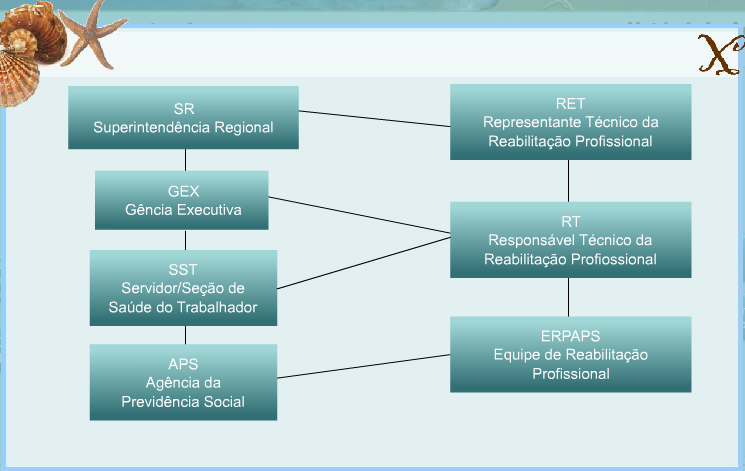 SR
Superintendência Regional
GEX
Gência Executiva
SST
Servidor/Seção de
Saúde do Trabalhador
APS
Agência da
Previdência Social
RET
Representante Técnico da
Reabilitação Profissional
RT
Responsável Técnico da
Reabilitação Profiossional
ERPAPS
Equipe de Reabilitação
Profissional